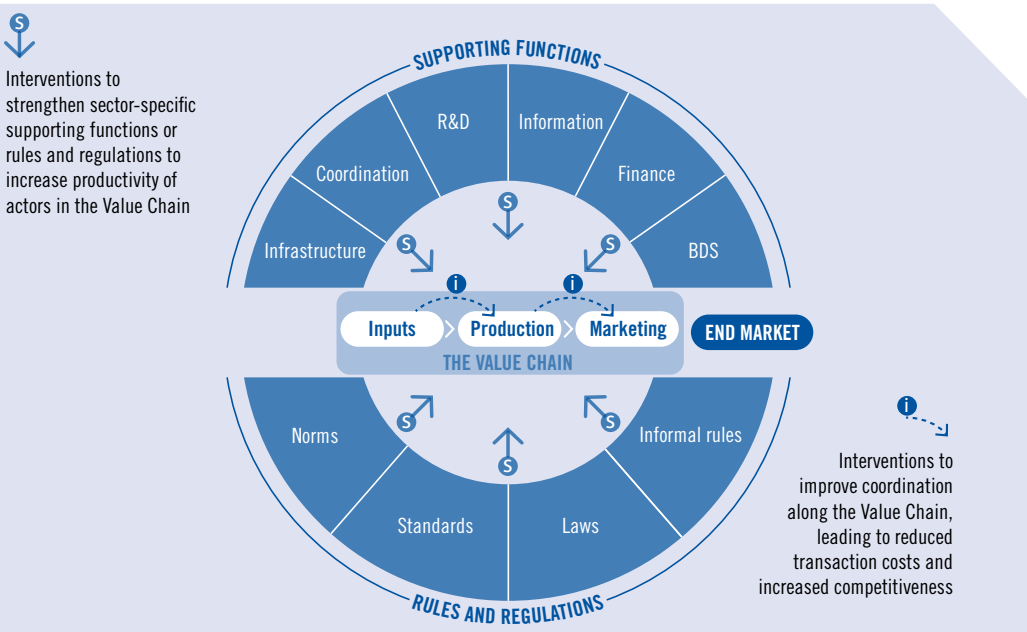 S
Interventions to
strengthen sector-specific
supporting functions or
rules and regulations to
increase productivity of
actors in the Value Chain
SUPPORTING FUNCTIONS
Infrastructure
Coordination
R&D
Information
Finance
BDS
S
S
S
i
i
Inputs
Production
Marketing
THE VALUE CHAIN
END MARKET
S
S
S
Norms
Standards
Laws
Informal rules
RULES AND REGULATIONS
i
Interventions to
improve coordination
along the Value Chain,
leading to reduced
transaction costs and
increased competitiveness